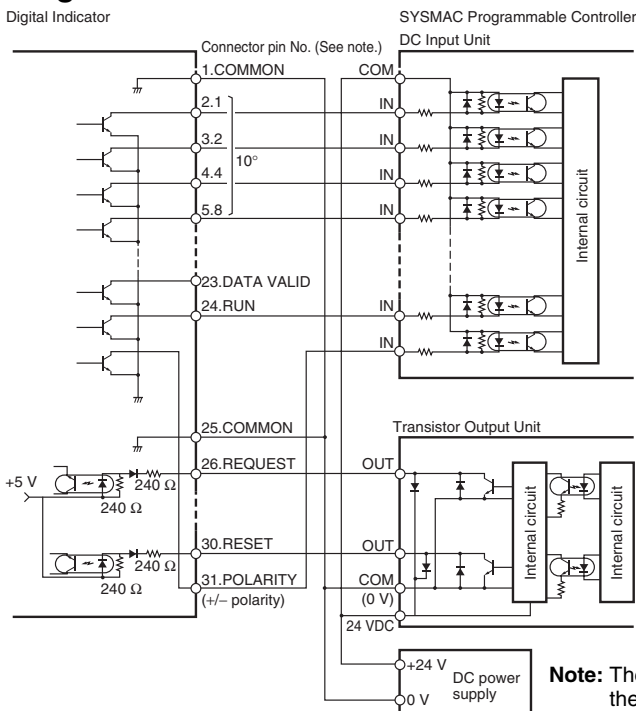 Digital Indicator
SYSMAC Programmable Controller
DC Input Unit
Connector pin No. (See note.)
1.COMMON
COM
2.1
IN
3.2
IN
10°
4.4
IN
5.8
IN
Internal circuit
23.DATA VALID
24.RUN
IN
IN
25.COMMON
Transistor Output Unit
26.REQUEST
OUT
+5 V
240 Ω
240 Ω
Internal circuit
Internal circuit
30.RESET
OUT
240 Ω
240 Ω
31.POLARITY
(+/− polarity)
COM
(0 V)
24 VDC
+24 V
DC power
supply
0 V
Note: The
the